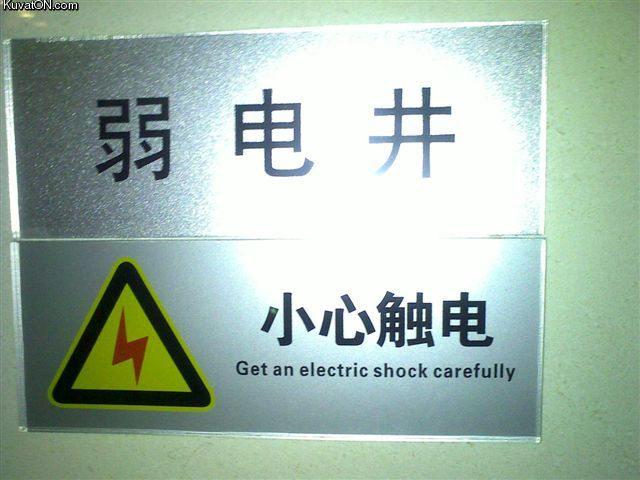 KuvatON.com
弱电井
小心触电
Get an electric shock carefully